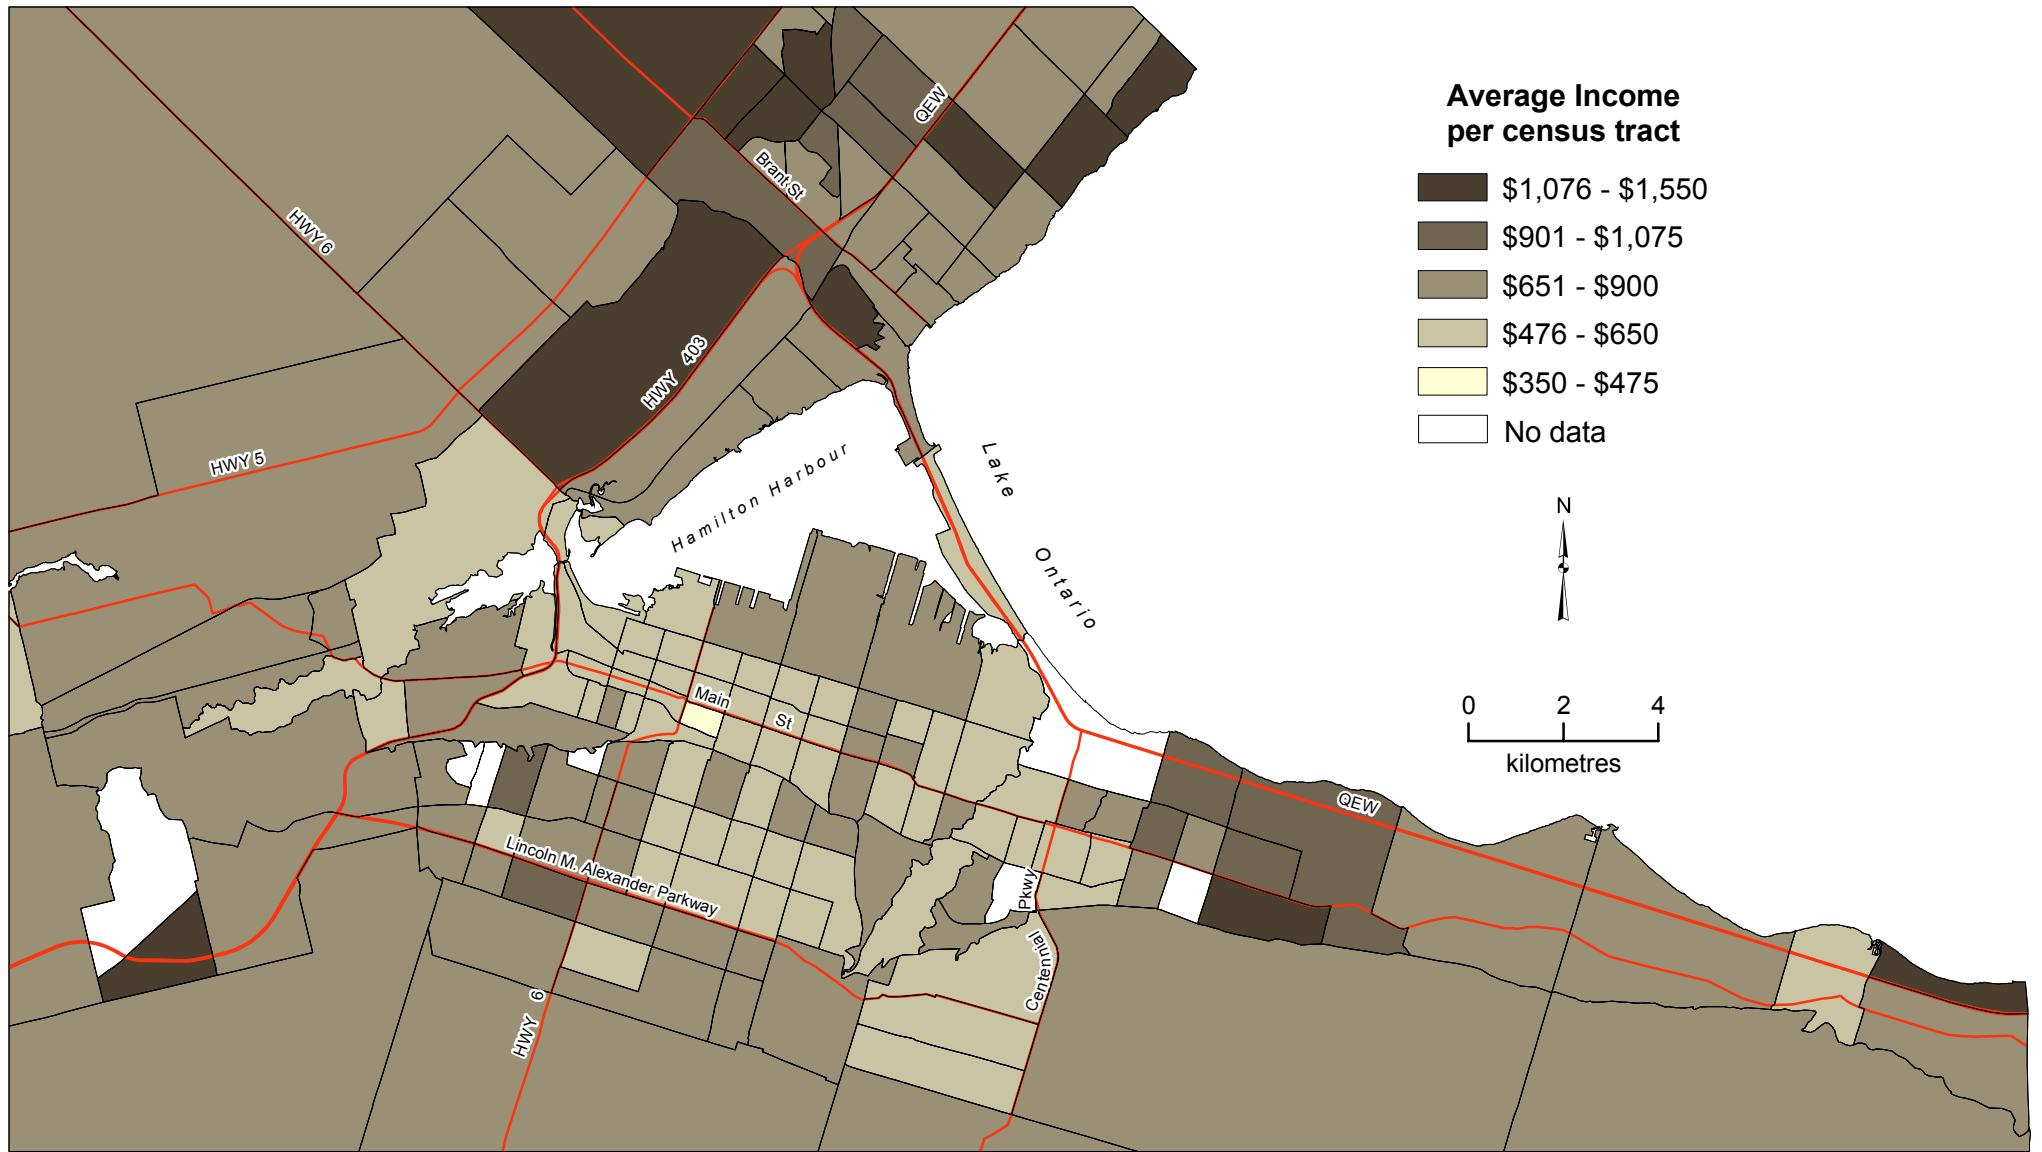 Average Income
per census tract
$1,076 - $1,550
$901 - $1,075
$651 - $900
$476 - $650
$350 - $475
No data
N
0 2 4
kilometres
QEW
Brant St
HWY 6
HWY 403
HWY 5
Hamilton Harbour
Lake
Ontario
Main St
QEW
Lincoln M. Alexander Parkway
Centennial Pkwy
HWY 6